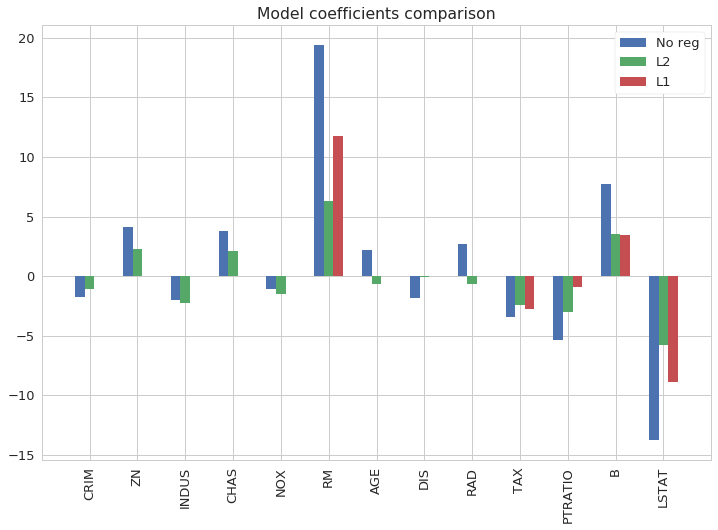 Model coefficients comparison
No reg
L2
L1
20
15
10
5
0
−5
−10
−15
CRIM
ZN
INDUS
CHAS
NOX
RM
AGE
DIS
RAD
TAX
PTRATIO
B
LSTAT